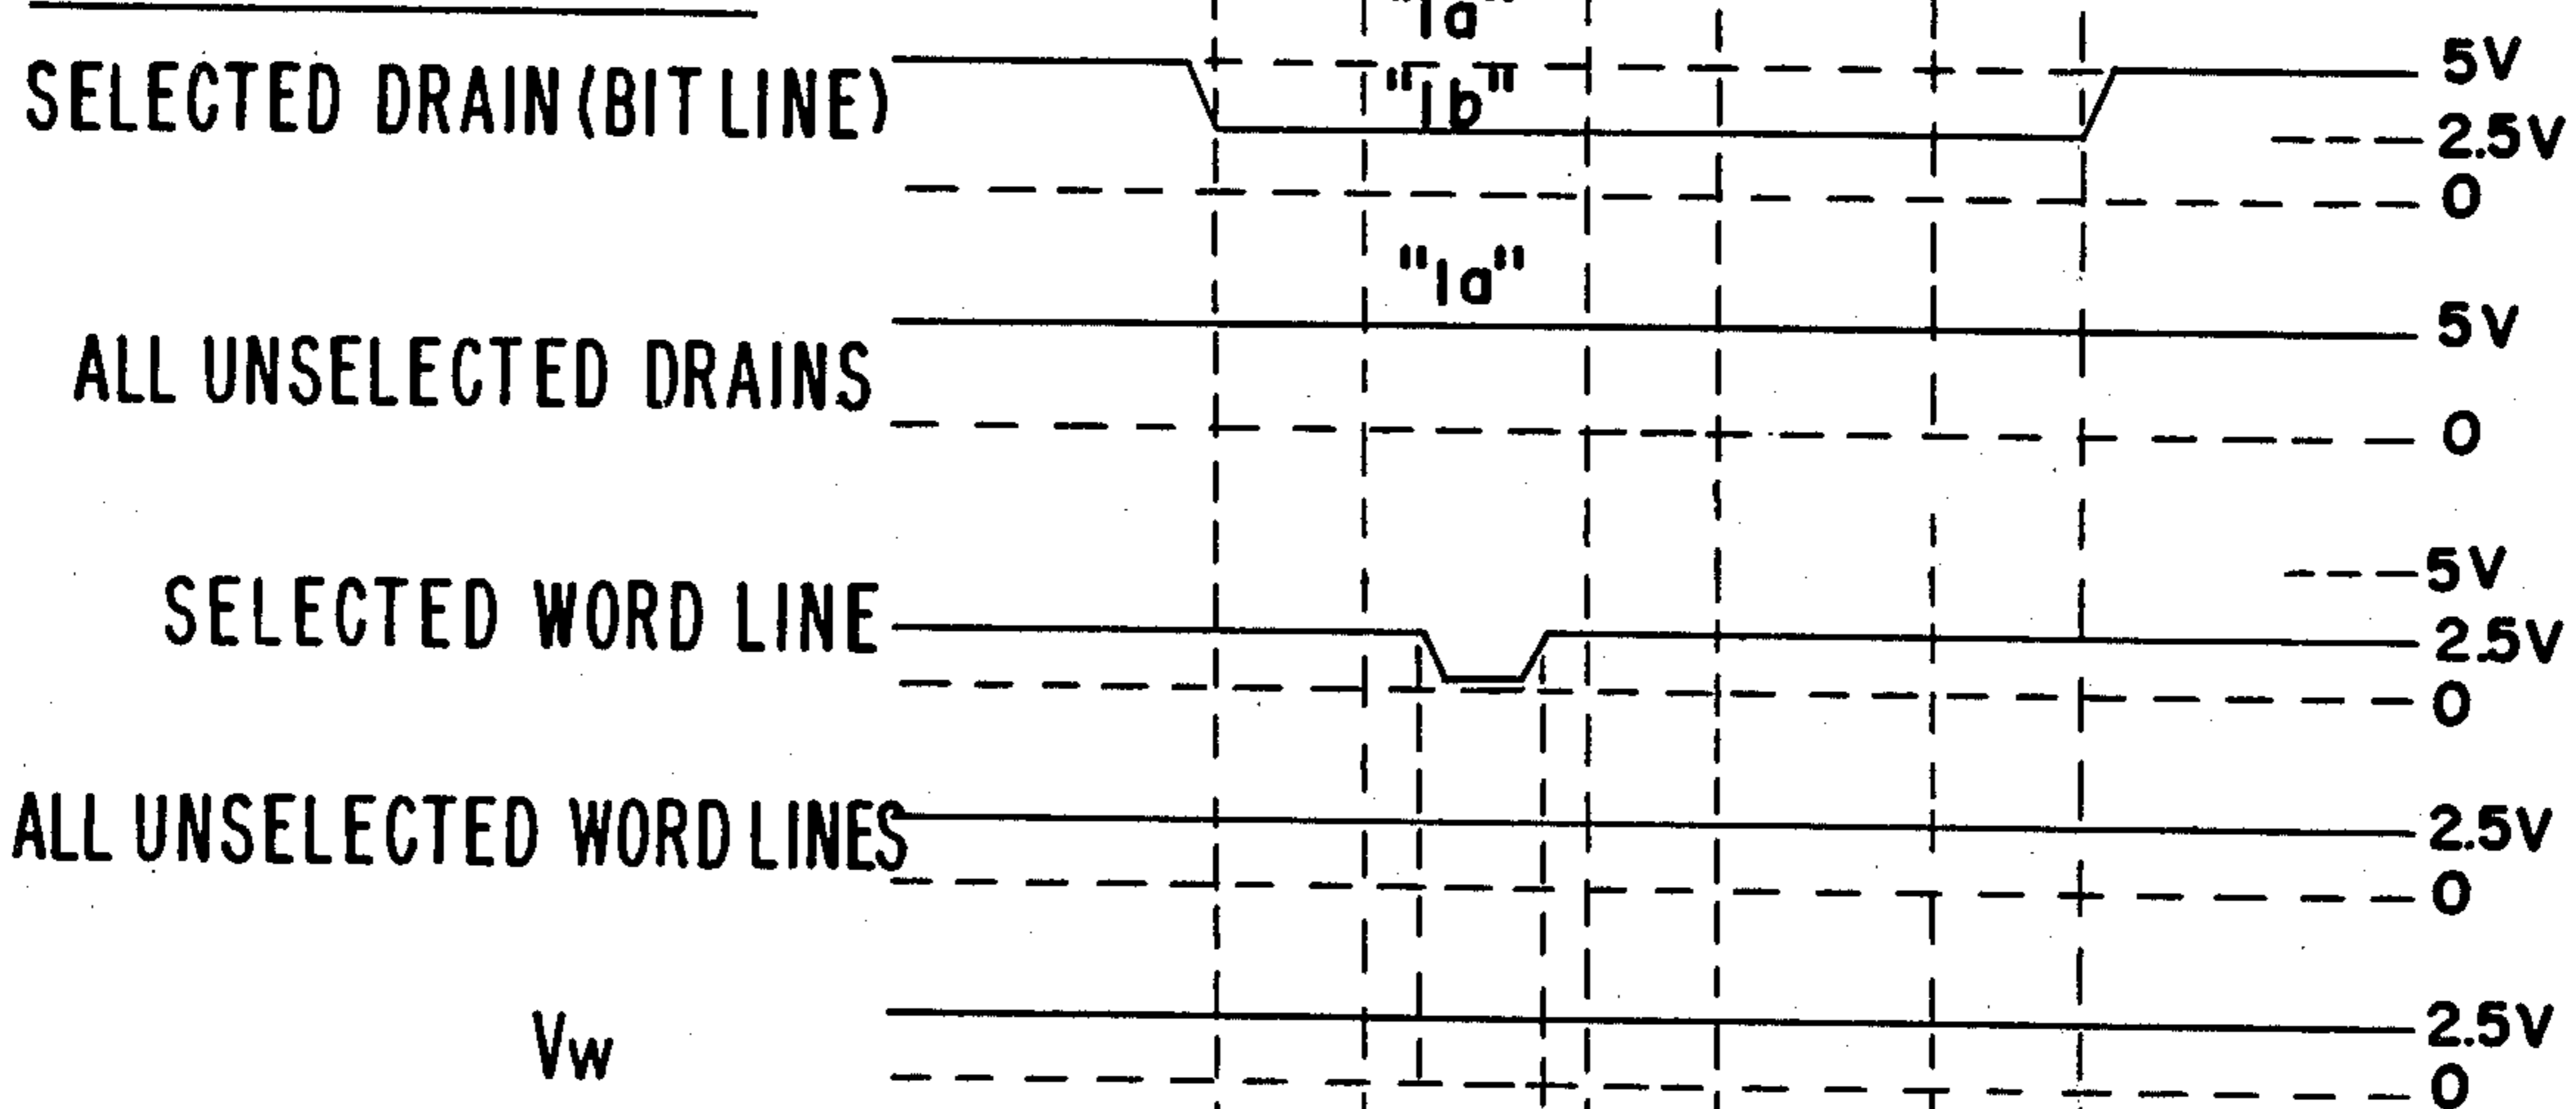 "1a"
SELECTED DRAIN (BIT LINE) "1b" 5V
2.5V
0
"1a"
ALL UNSELECTED DRAINS 5V
0
5V
SELECTED WORD LINE 2.5V
0
ALL UNSELECTED WORD LINES 2.5V
0
Vw 2.5V
0